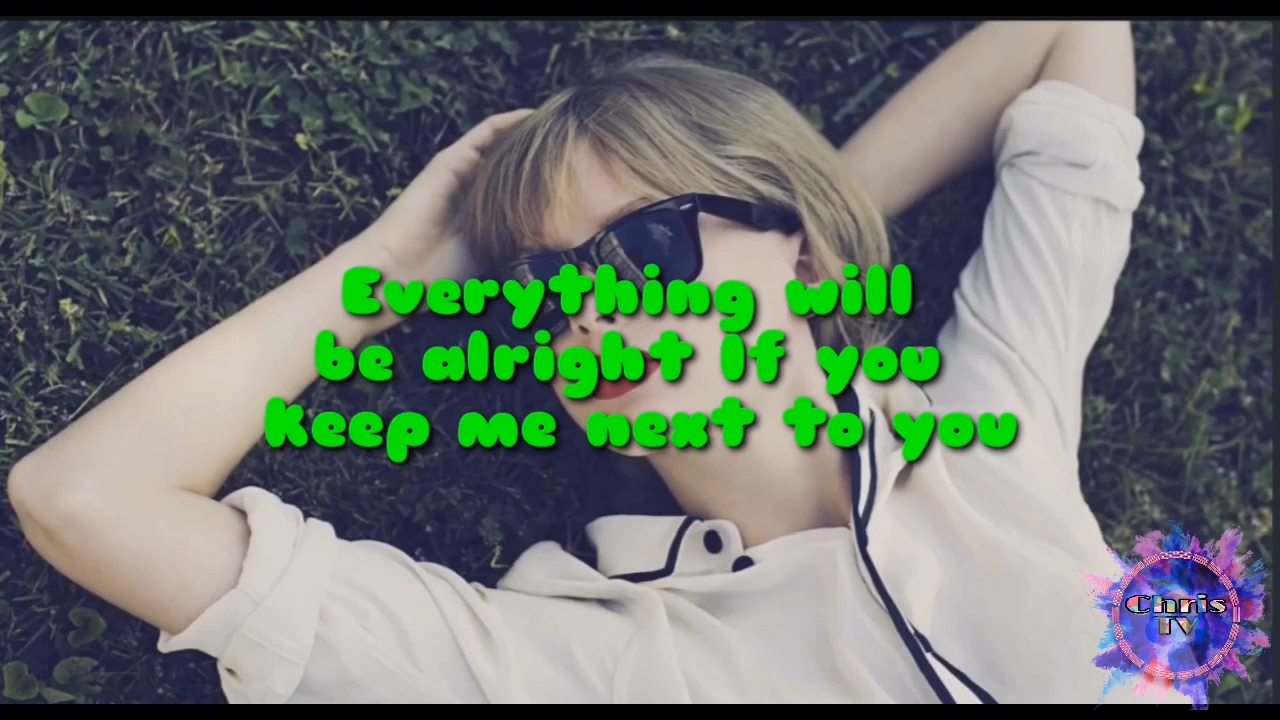 Everything will
be alright If you
keep me next to you
Chris
TV